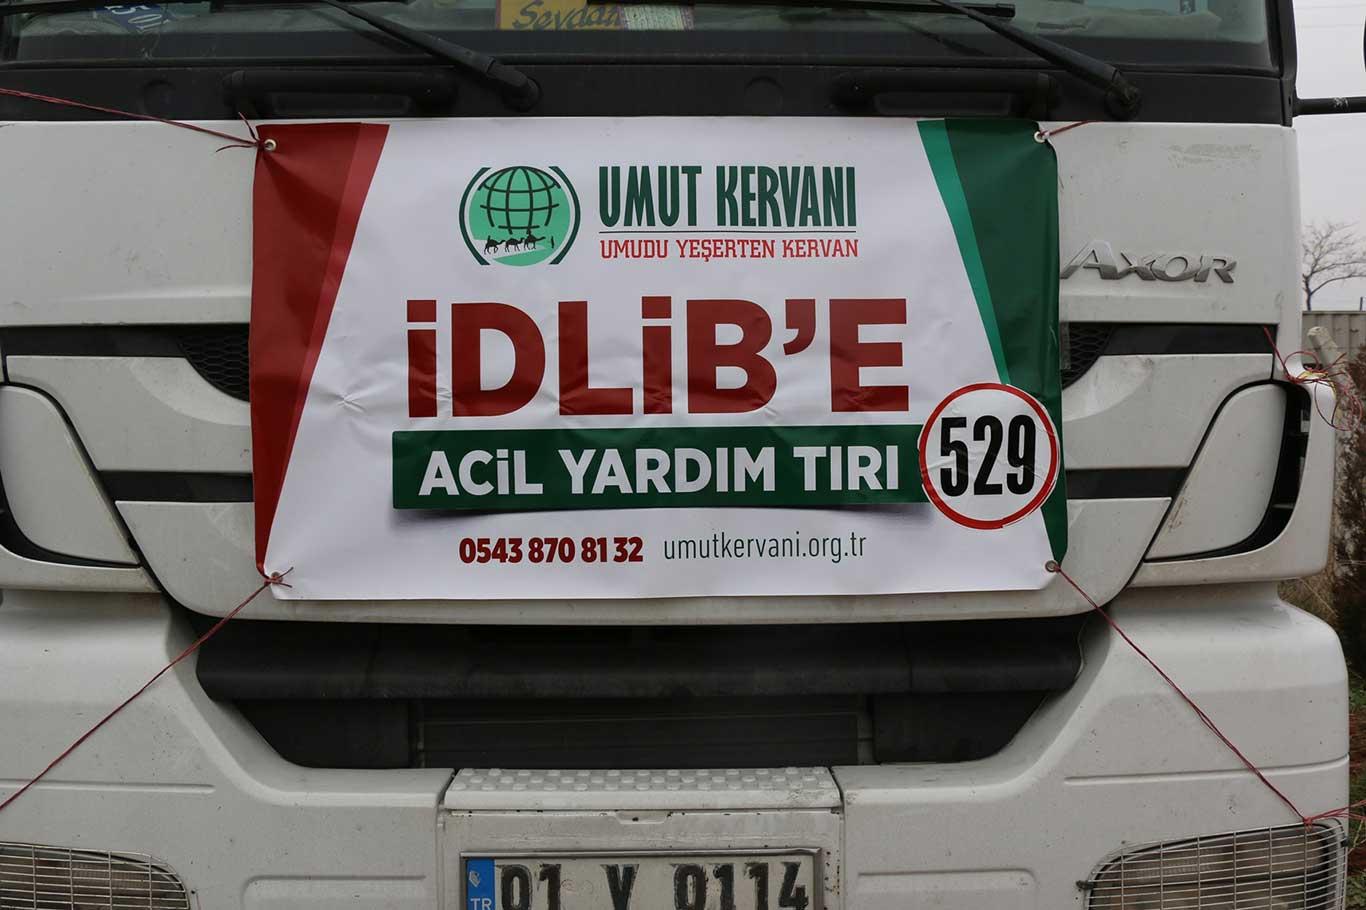 Sevdan
UMUT KERVANI
UMUDU YEŞERTEN KERVAN
AXOR
İDLİB'E
ACİL YARDIM TIRI
529
0543 870 81 32 umutkervani.org.tr
TR 01 Y 0114